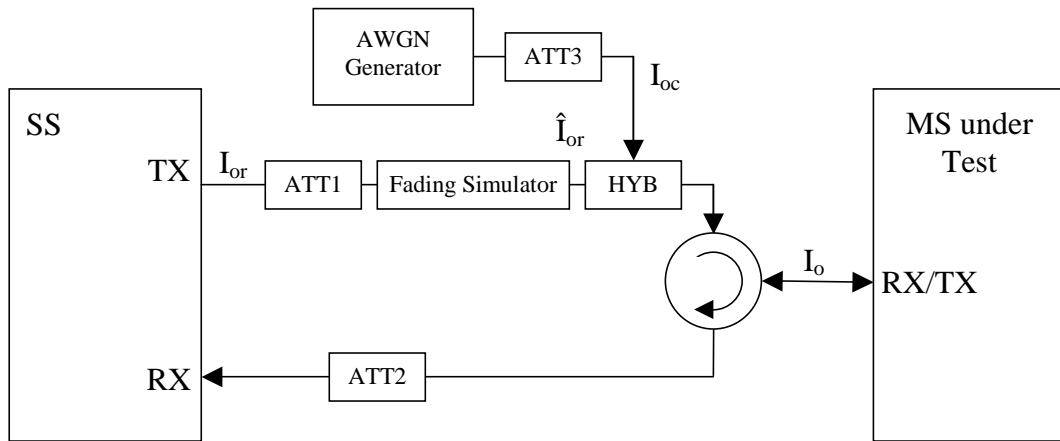 AWGN
Generator
ATT3
I_oc
SS
TX
I_or
ATT1
Fading Simulator
Î_or
HYB
MS under
Test
I_o
RX/TX
RX
ATT2